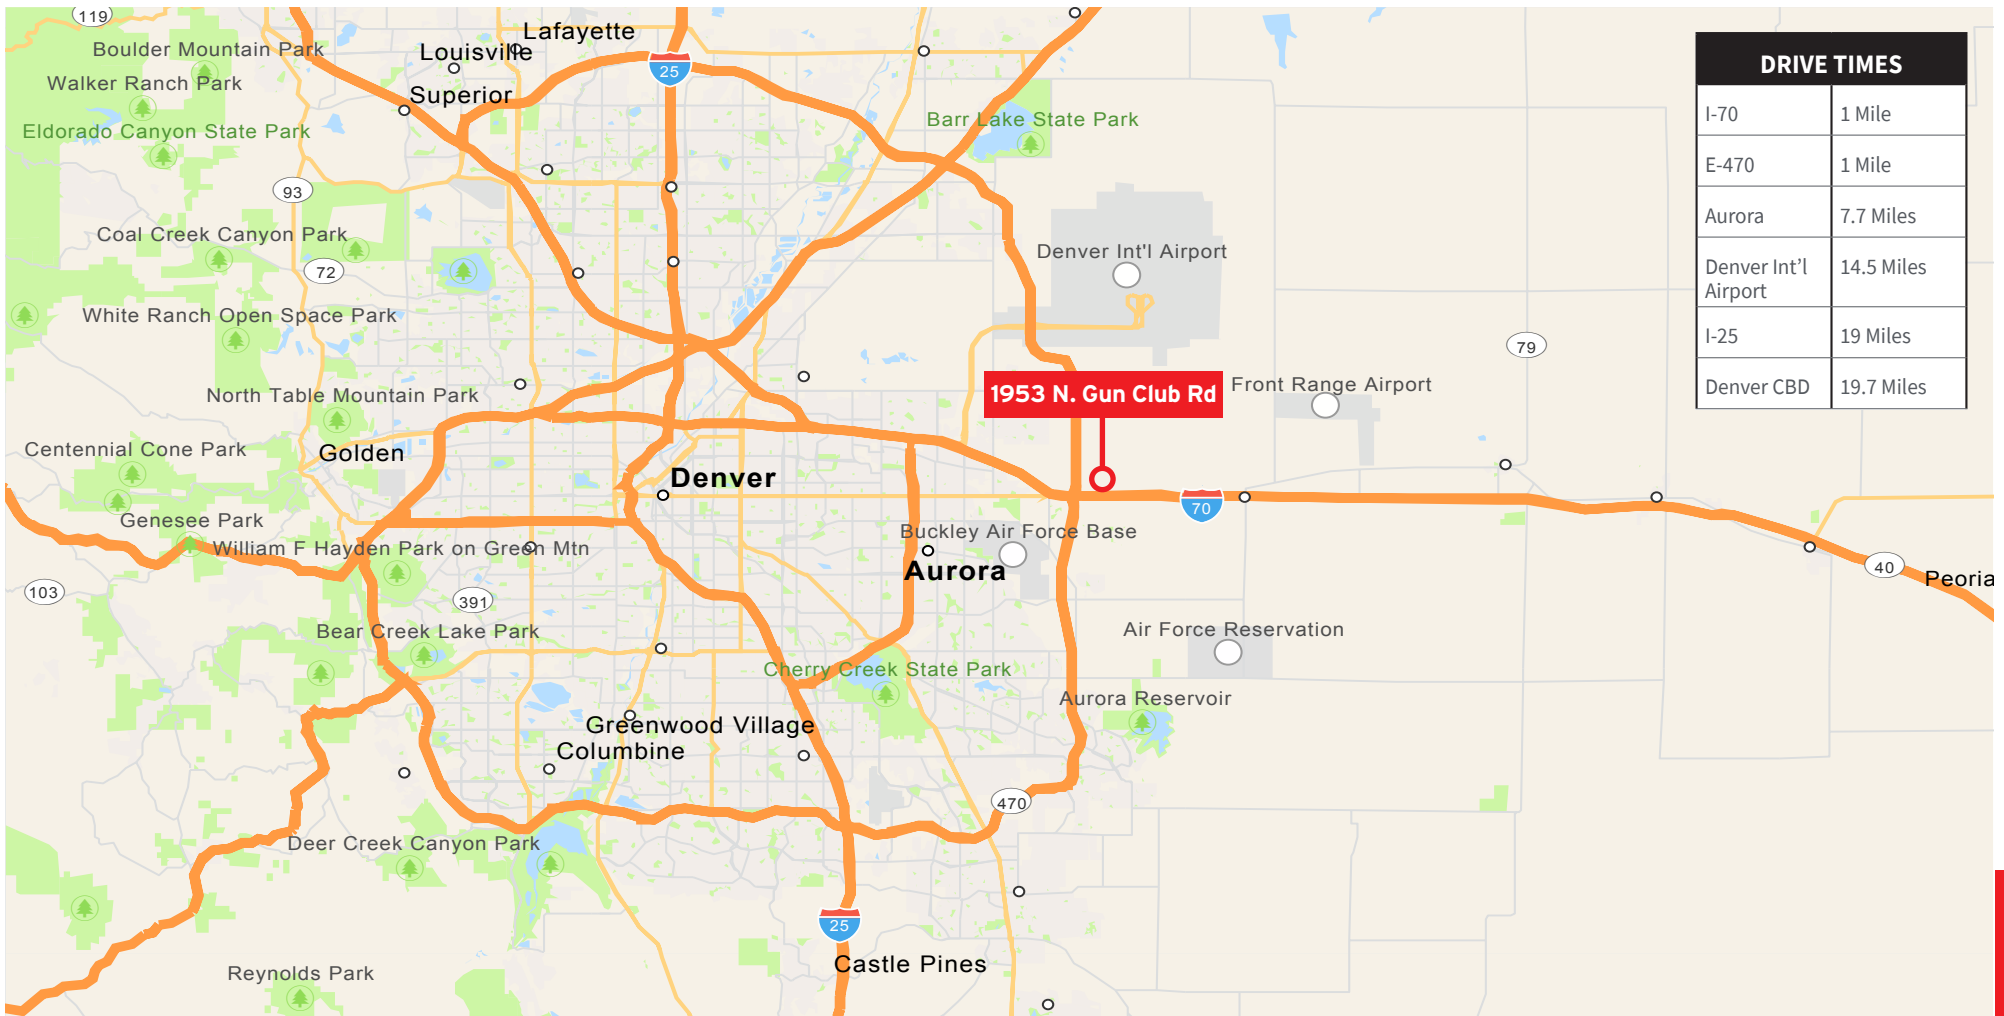 119
Lafayette
Boulder Mountain Park
Louisville
25
Walker Ranch Park
Superior
Eldorado Canyon State Park
Barr Lake State Park
93
Coal Creek Canyon Park
72
Denver Int'l Airport
White Ranch Open Space Park
79
North Table Mountain Park
1953 N. Gun Club Rd
Front Range Airport
Centennial Cone Park
Golden
Denver
70
Genesee Park
William F Hayden Park on Green Mtn
Buckley Air Force Base
Aurora
40
Peoria
103
391
Bear Creek Lake Park
Air Force Reservation
Cherry Creek State Park
Aurora Reservoir
Greenwood Village
Columbine
470
Deer Creek Canyon Park
25
Castle Pines
Reynolds Park
DRIVE TIMES
I-70 1 Mile
E-470 1 Mile
Aurora 7.7 Miles
Denver Int’l 14.5 Miles
Airport
I-25 19 Miles
Denver CBD 19.7 Miles